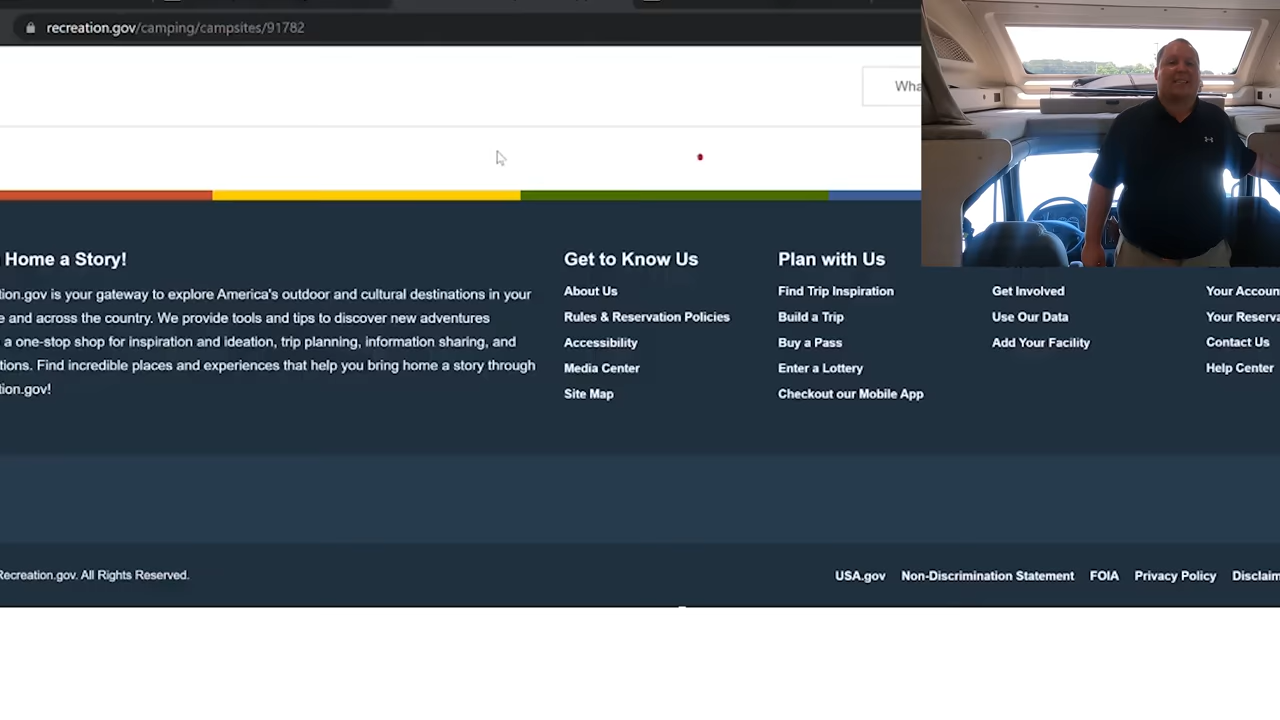 recreation.gov/camping/campsites/91782
Wha
Home a Story!
tion.gov is your gateway to explore America's outdoor and cultural destinations in your
e and across the country. We provide tools and tips to discover new adventures
a one-stop shop for inspiration and ideation, trip planning, information sharing, and
tions. Find incredible places and experiences that help you bring home a story through
tion.gov!
Get to Know Us
About Us
Rules & Reservation Policies
Accessibility
Media Center
Site Map
Plan with Us
Find Trip Inspiration
Build a Trip
Buy a Pass
Enter a Lottery
Checkout our Mobile App
Get Involved
Use Our Data
Add Your Facility
Your Accoun
Your Reserva
Contact Us
Help Center
Recreation.gov. All Rights Reserved.
USA.gov Non-Discrimination Statement FOIA Privacy Policy Disclaim